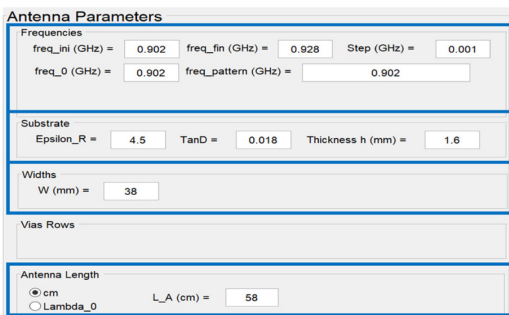 Antenna Parameters
Frequencies
freq_ini (GHz) = 0.902 freq_fin (GHz) = 0.928 Step (GHz) = 0.001
freq_0 (GHz) = 0.902 freq_pattern (GHz) = 0.902
Substrate
Epsilon_R = 4.5 TanD = 0.018 Thickness h (mm) = 1.6
Widths
W (mm) = 38
Vias Rows
Antenna Length
cm
L_A (cm) = 58
Lambda_0